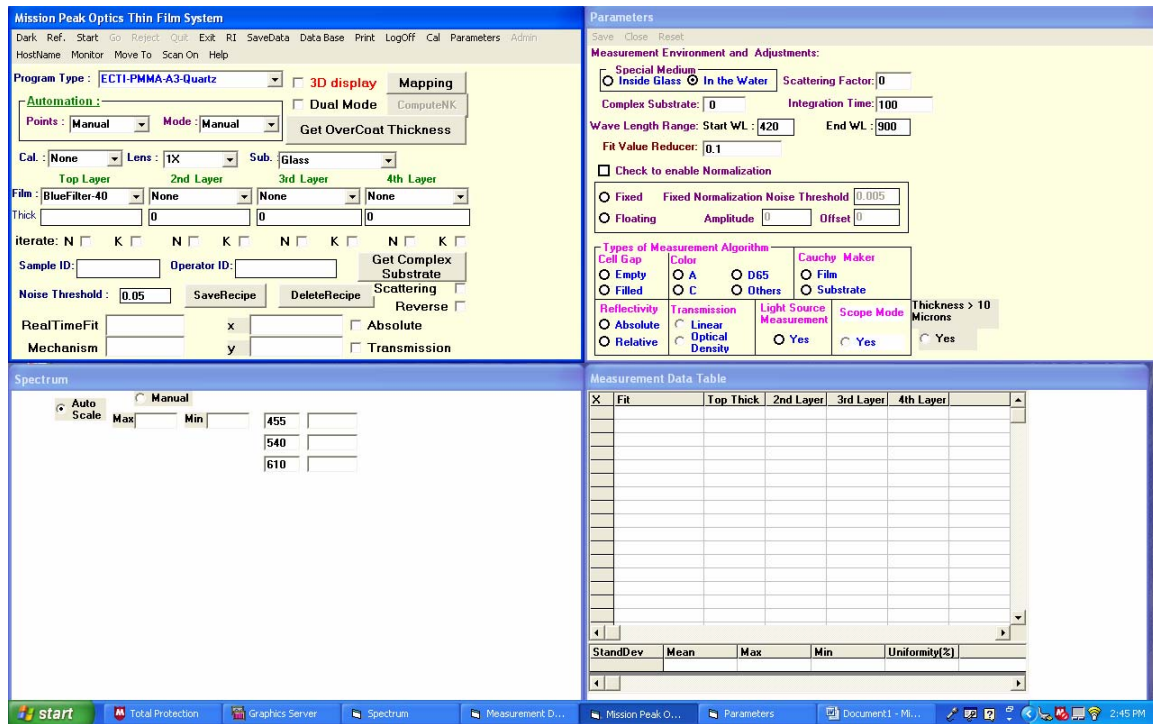 Mission Peak Optics Thin Film System
Dark Ref. Start Go Reject Quit Exit RI SaveData Data Base Print LogOff Cal Parameters Admin
HostName Monitor Move To Scan On Help
Program Type : ECTI-PMMA-A3-Quartz 3D display Mapping
Automation : Dual Mode ComputeNK
Points : Manual Mode : Manual Get OverCoat Thickness
Cal. : None Lens : 1X Sub. : Glass
Top Layer 2nd Layer 3rd Layer 4th Layer
Film : BlueFilter-40 None None None
Thick 0 0 0
iterate: N K N K N K N K
Sample ID: Operator ID: Get Complex Substrate
Noise Threshold : 0.05 SaveRecipe DeleteRecipe Scattering
Reverse
RealTimeFit x Absolute
Mechanism y Transmission
Parameters
Save Close Reset
Measurement Environment and Adjustments:
Special Medium
Inside Glass In the Water Scattering Factor: 0
Complex Substrate: 0 Integration Time: 100
Wave Length Range: Start WL : 420 End WL : 900
Fit Value Reducer: 0.1
Check to enable Normalization
Fixed Fixed Normalization Noise Threshold 0.005
Floating Amplitude 0 Offset 0
Types of Measurement Algorithm
Cell Gap Color Cauchy Maker
Empty A D65 Film
Filled C Others Substrate
Reflectivity Transmission Light Source Measurement Scope Mode Thickness > 10 Microns
Absolute Linear
Relative Optical Density Yes Yes Yes
Spectrum
Auto Scale Manual
Max Min 455
540
610
Measurement Data Table
X Fit Top Thick 2nd Layer 3rd Layer 4th Layer
StandDev Mean Max Min Uniformity(%)
start Total Protection Graphics Server Spectrum Measurement D... Mission Peak O... Parameters Document1 - Mi... 2:45 PM